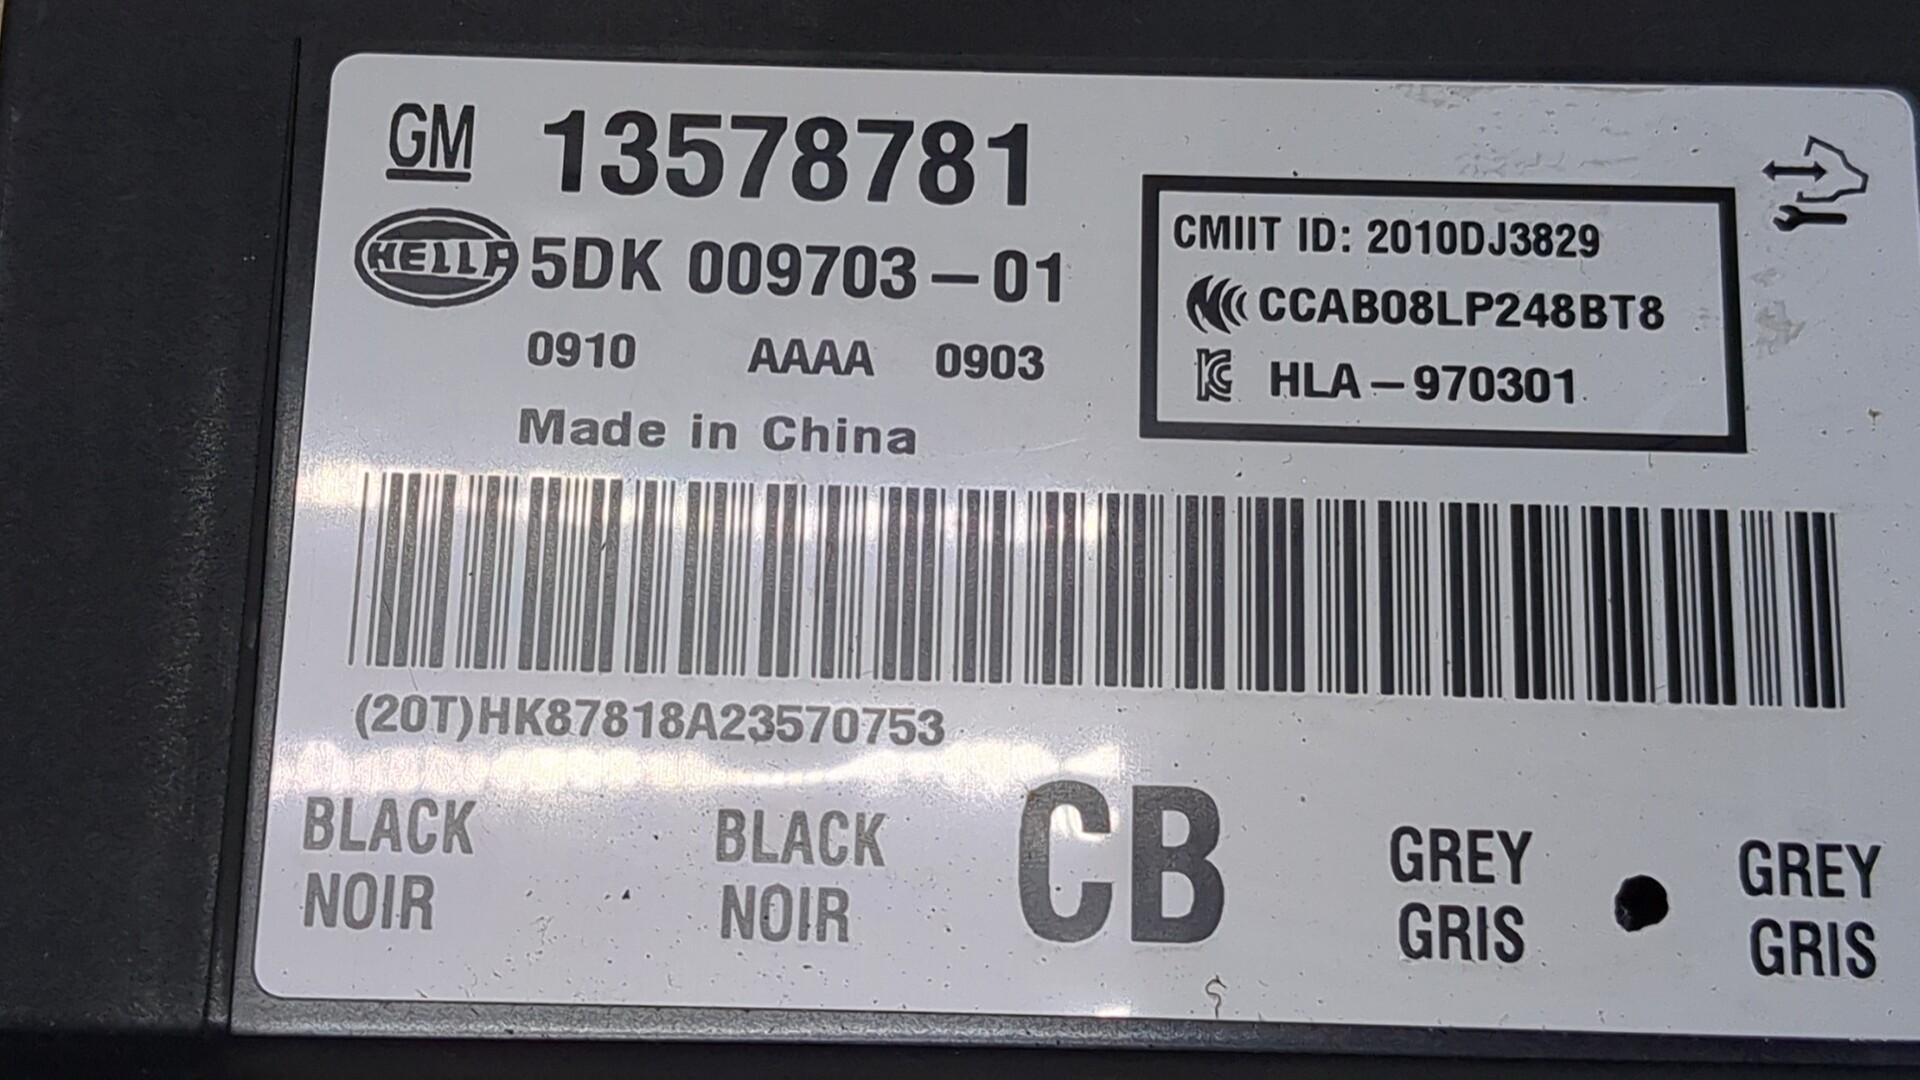 GM 13578781
HELLA 5DK 009703-01
0910 AAAA 0903
Made in China
CMIIT ID: 2010DJ3829
CCAB08LP248BT8
HLA-970301
(20T)HK87818A23570753
BLACK BLACK CB GREY GREY
NOIR NOIR GRIS GRIS